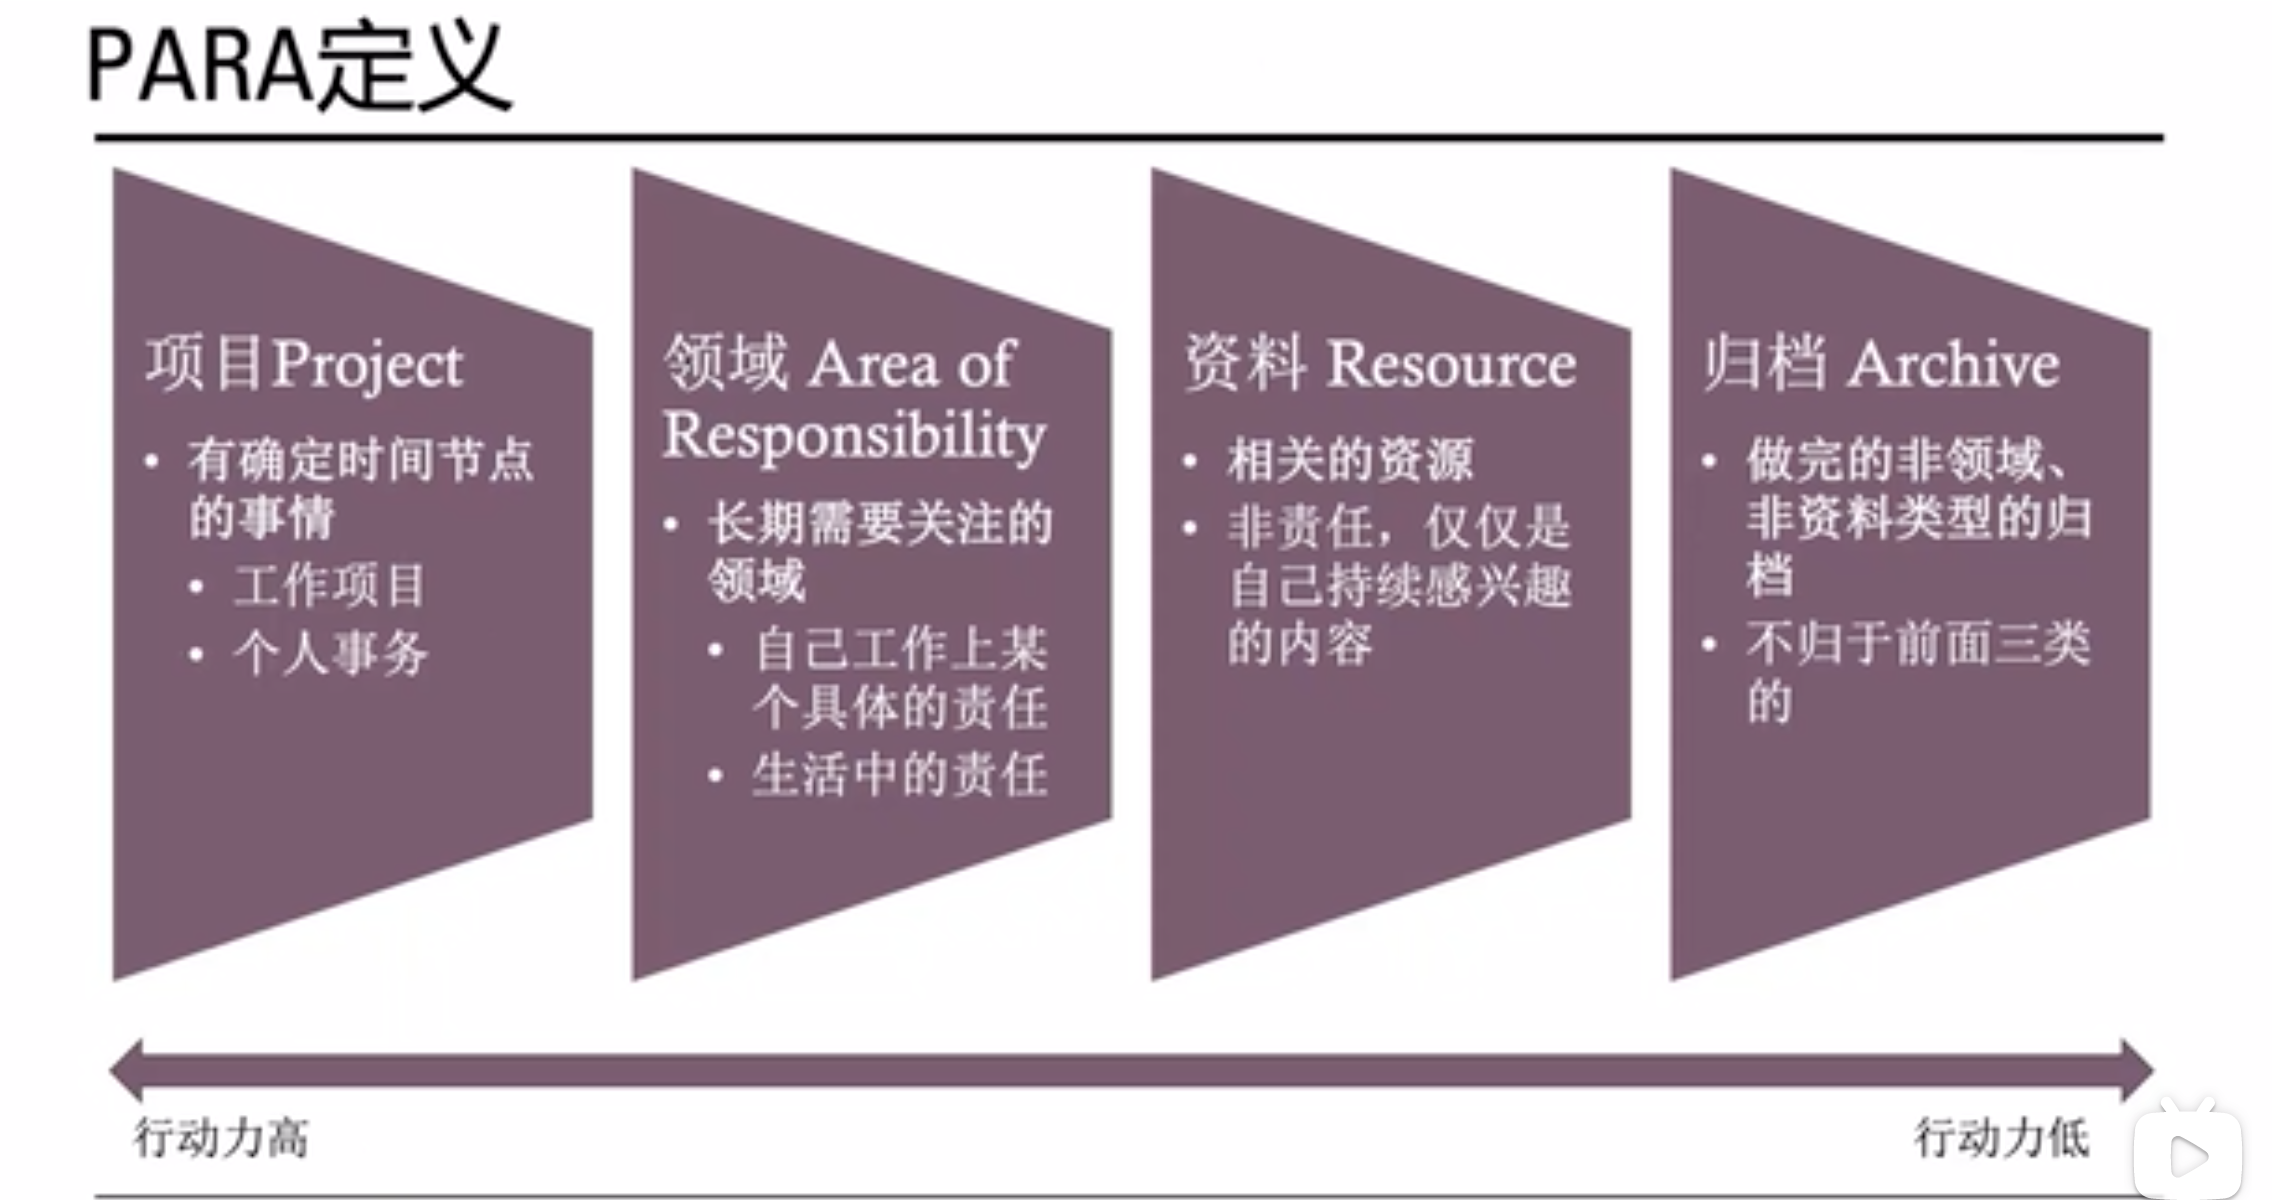 PARA定义
项目Project
• 有确定时间节点
的事情
• 工作项目
• 个人事务
领域 Area of
Responsibility
• 长期需要关注的
领域
• 自己工作上某
个具体的责任
• 生活中的责任
资料 Resource
• 相关的资源
• 非责任，仅仅是
自己持续感兴趣
的内容
归档 Archive
• 做完的非领域、
非资料类型的归
档
• 不归于前面三类
的
行动力高
行动力低